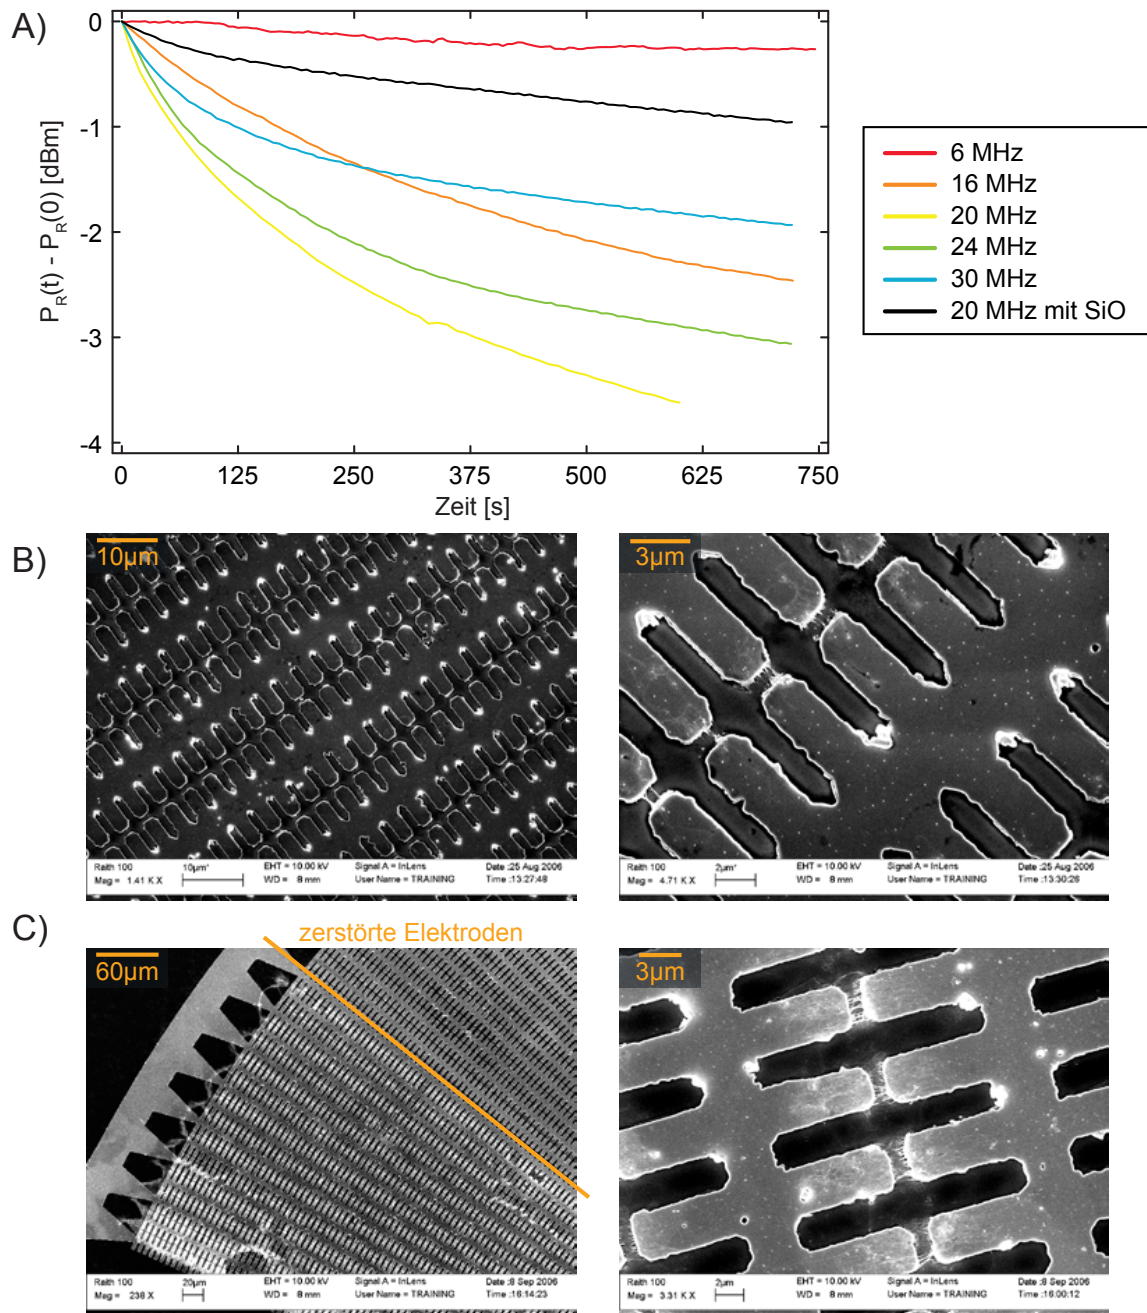 A)
0
-1
-2
-3
-4
P_R(t) - P_R(0) [dBm]
0 125 250 375 500 625 750
Zeit [s]
6 MHz
16 MHz
20 MHz
24 MHz
30 MHz
20 MHz mit SiO
B)
10µm
Raith 100 10µm* EHT = 10.00 kV Signal A = InLens Date :25 Aug 2006
Mag = 1.41 K X WD = 8 mm User Name = TRAINING Time :13:27:48
3µm
Raith 100 2µm* EHT = 10.00 kV Signal A = InLens Date :25 Aug 2006
Mag = 4.71 K X WD = 8 mm User Name = TRAINING Time :13:30:26
C)
zerstörte Elektroden
60µm
Raith 100 20µm EHT = 10.00 kV Signal A = InLens Date :8 Sep 2006
Mag = 238 X WD = 8 mm User Name = TRAINING Time :16:14:23
3µm
Raith 100 2µm EHT = 10.00 kV Signal A = InLens Date :8 Sep 2006
Mag = 3.31 K X WD = 8 mm User Name = TRAINING Time :16:00:12